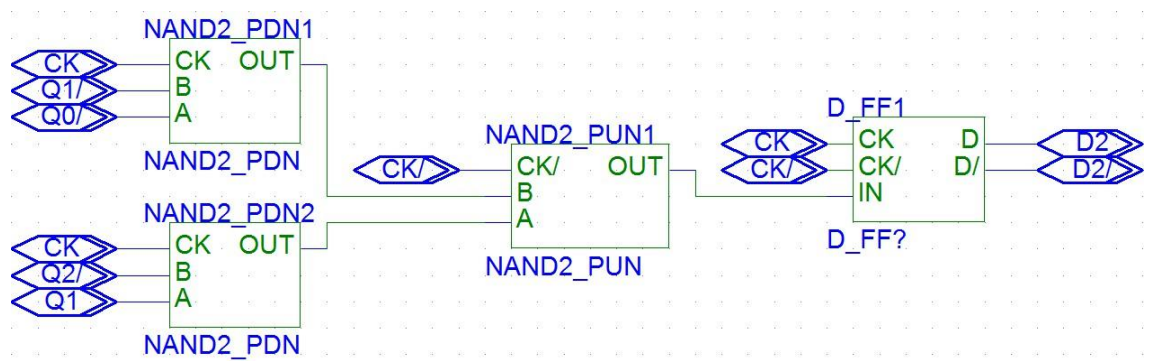 NAND2_PDN1
CK
CK OUT
Q1/
B
Q0/
A
NAND2_PDN
NAND2_PDN2
CK
CK OUT
Q2/
B
Q1
A
NAND2_PDN
NAND2_PUN1
CK/
CK/ OUT
B
A
NAND2_PUN
D_FF1
CK
CK D
D2
CK/
CK/ D/
D2/
IN
D_FF?